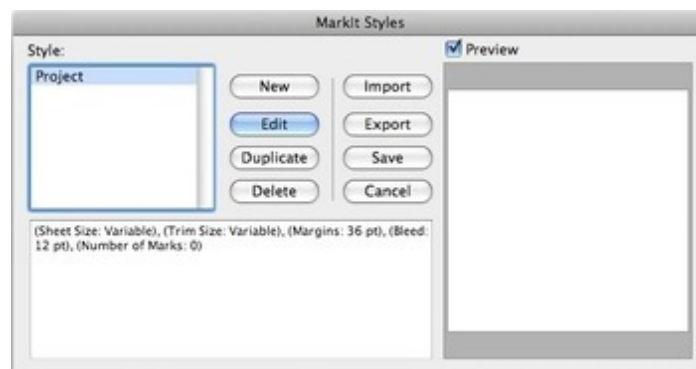 MarkIt Styles
Style:
Preview
Project
New
Import
Edit
Export
Duplicate
Save
Delete
Cancel
(Sheet Size: Variable), (Trim Size: Variable), (Margins: 36 pt), (Bleed:
12 pt), (Number of Marks: 0)